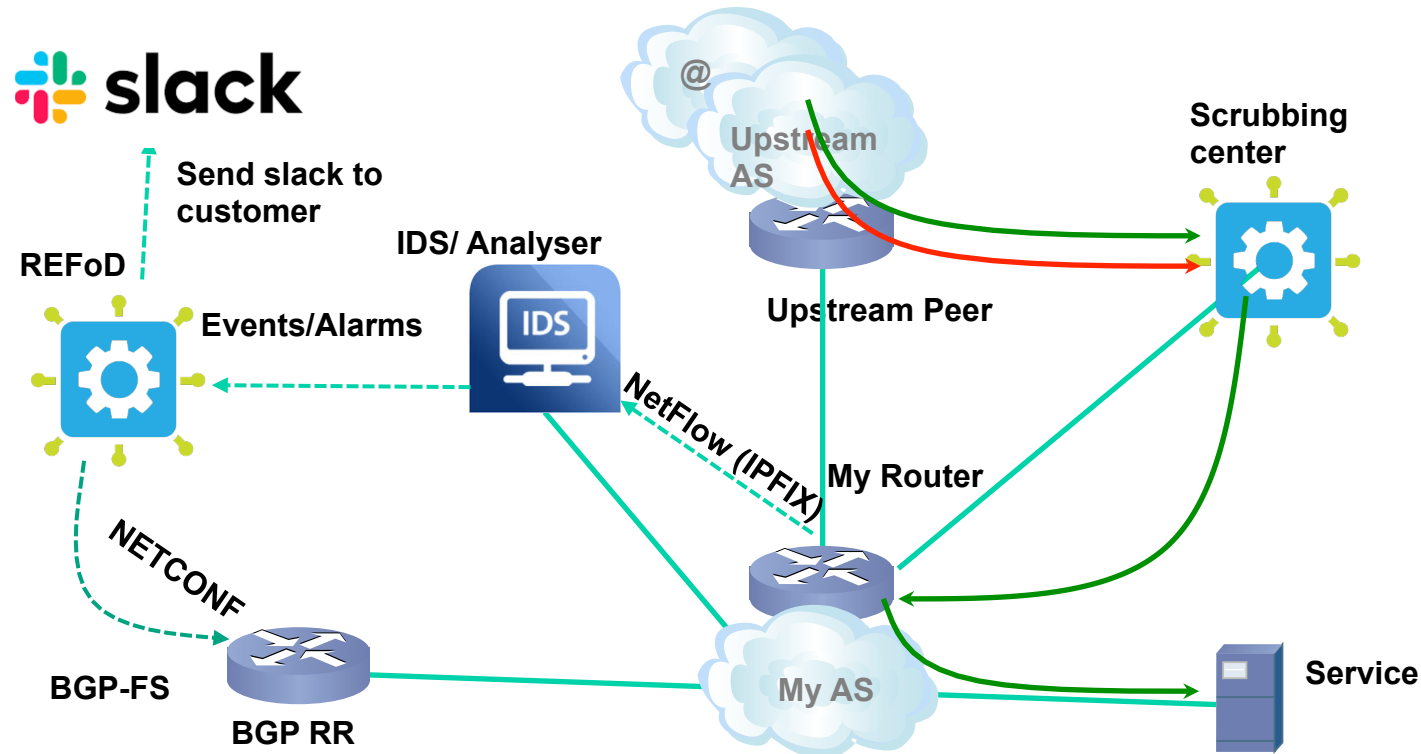 slack
@
Upstream
AS
Scrubbing
center
Send slack to
customer
IDS/ Analyser
REFoD
IDS
Events/Alarms
Upstream Peer
NetFlow (IPFIX)
My Router
NETCONF
BGP-FS
My AS
Service
BGP RR